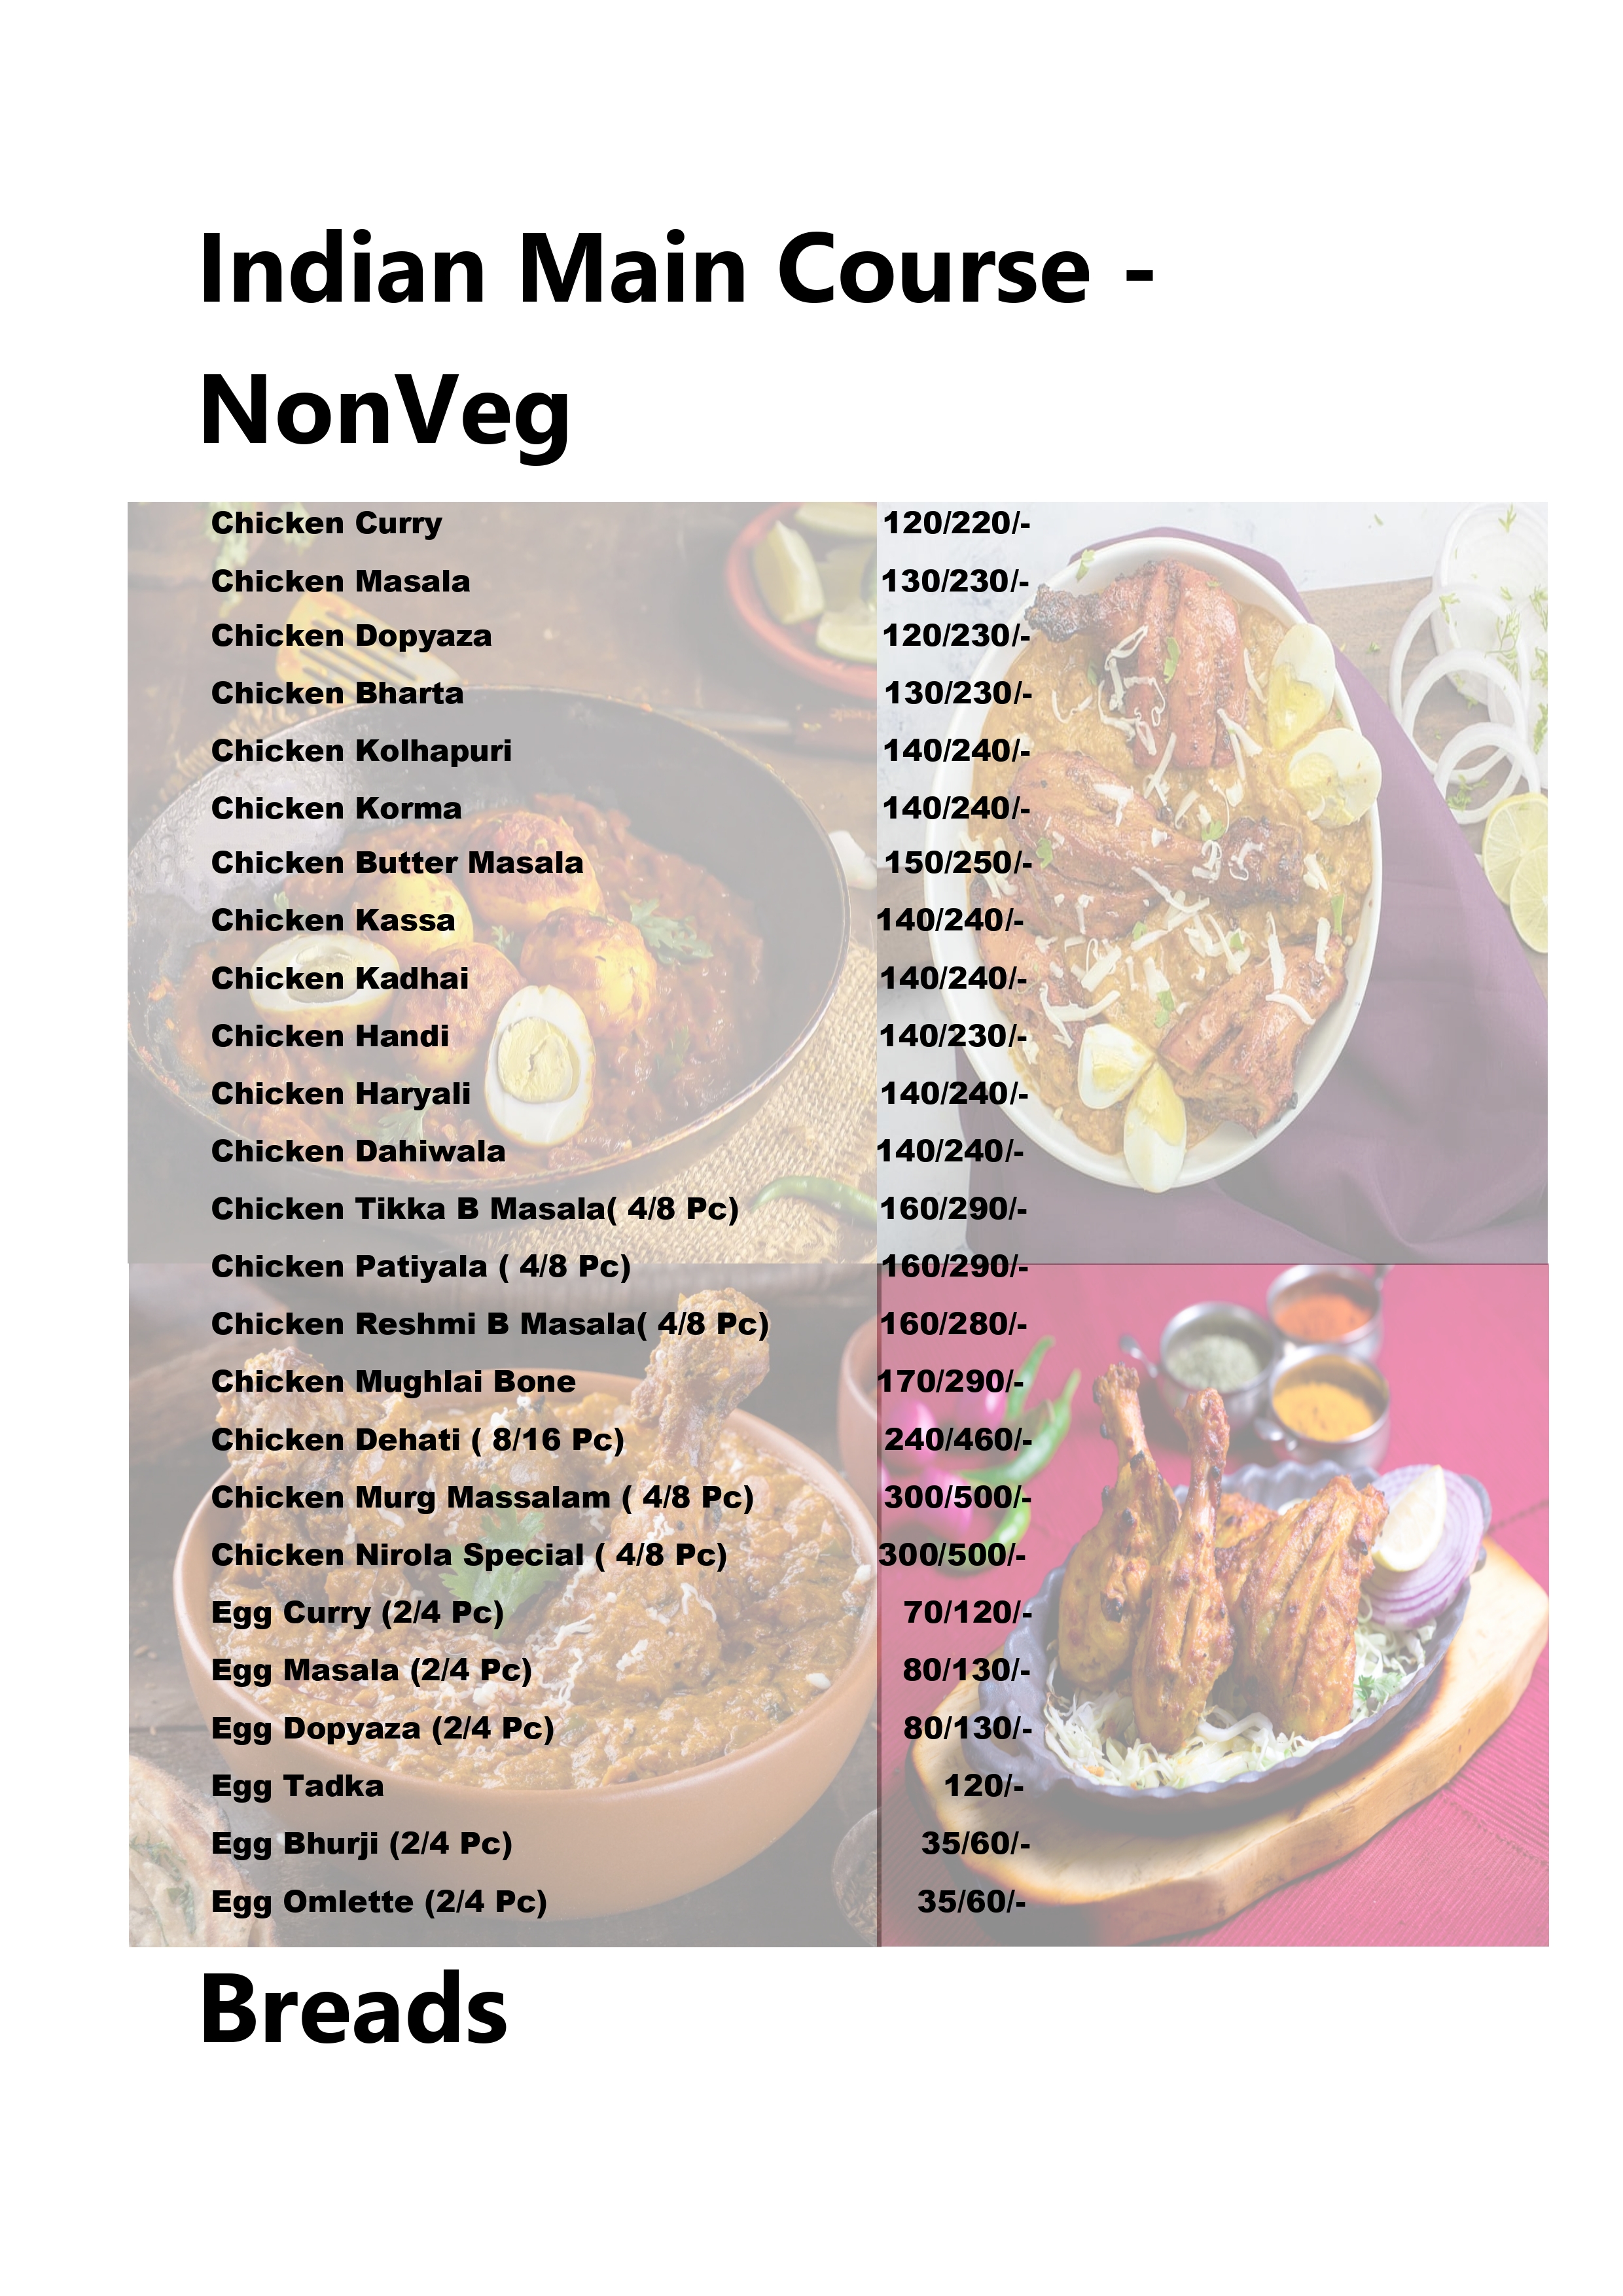 Indian Main Course -
NonVeg
Chicken Curry 120/220/-
Chicken Masala 130/230/-
Chicken Dopyaza 120/230/-
Chicken Bharta 130/230/-
Chicken Kolhapuri 140/240/-
Chicken Korma 140/240/-
Chicken Butter Masala 150/250/-
Chicken Kassa 140/240/-
Chicken Kadhai 140/240/-
Chicken Handi 140/230/-
Chicken Haryali 140/240/-
Chicken Dahiwala 140/240/-
Chicken Tikka B Masala( 4/8 Pc) 160/290/-
Chicken Patiyala ( 4/8 Pc) 160/290/-
Chicken Reshmi B Masala( 4/8 Pc) 160/280/-
Chicken Mughlai Bone 170/290/-
Chicken Dehati ( 8/16 Pc) 240/460/-
Chicken Murg Massalam ( 4/8 Pc) 300/500/-
Chicken Nirola Special ( 4/8 Pc) 300/500/-
Egg Curry (2/4 Pc) 70/120/-
Egg Masala (2/4 Pc) 80/130/-
Egg Dopyaza (2/4 Pc) 80/130/-
Egg Tadka 120/-
Egg Bhurji (2/4 Pc) 35/60/-
Egg Omlette (2/4 Pc) 35/60/-
Breads